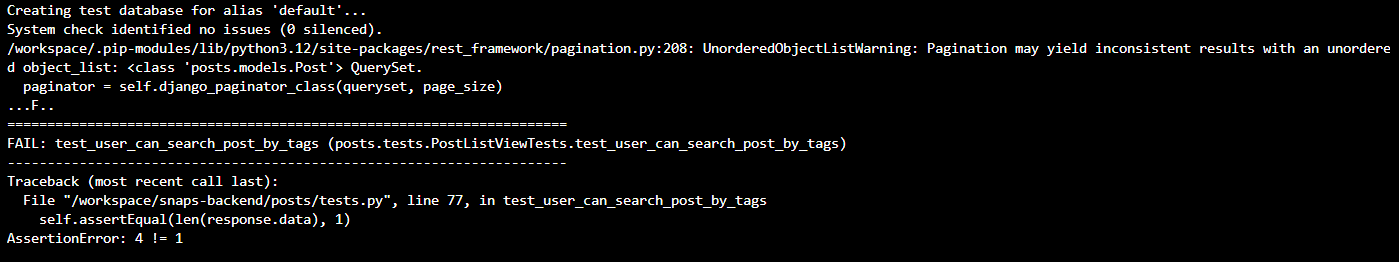 Creating test database for alias 'default'...
System check identified no issues (0 silenced).
/workspace/.pip-modules/lib/python3.12/site-packages/rest_framework/pagination.py:208: UnorderedObjectListWarning: Pagination may yield inconsistent results with an unordere
d object_list: <class 'posts.models.Post'> QuerySet.
  paginator = self.django_paginator_class(queryset, page_size)
...F..
======================================================================
FAIL: test_user_can_search_post_by_tags (posts.tests.PostListViewTests.test_user_can_search_post_by_tags)
----------------------------------------------------------------------
Traceback (most recent call last):
  File "/workspace/snaps-backend/posts/tests.py", line 77, in test_user_can_search_post_by_tags
    self.assertEqual(len(response.data), 1)
AssertionError: 4 != 1